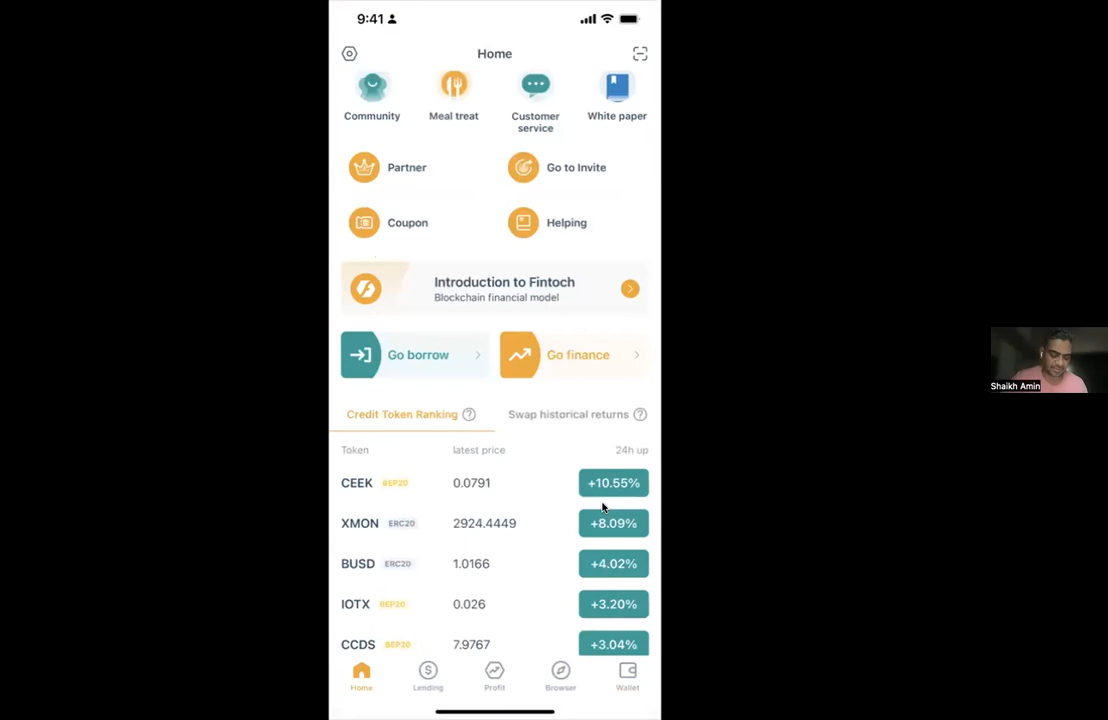 9:41
Home
Community
Meal treat
Customer
service
White paper
Partner
Go to Invite
Coupon
Helping
Introduction to Fintoch
Blockchain financial model
Go borrow
Go finance
Credit Token Ranking ?
Swap historical returns ?
Token latest price 24h up
CEEK BEP20 0.0791 +10.55%
XMON ERC20 2924.4449 +8.09%
BUSD ERC20 1.0166 +4.02%
IOTX BEP20 0.026 +3.20%
CCDS BEP20 7.9767 +3.04%
Home
Lending
Profit
Browser
Wallet
Shaikh Amin